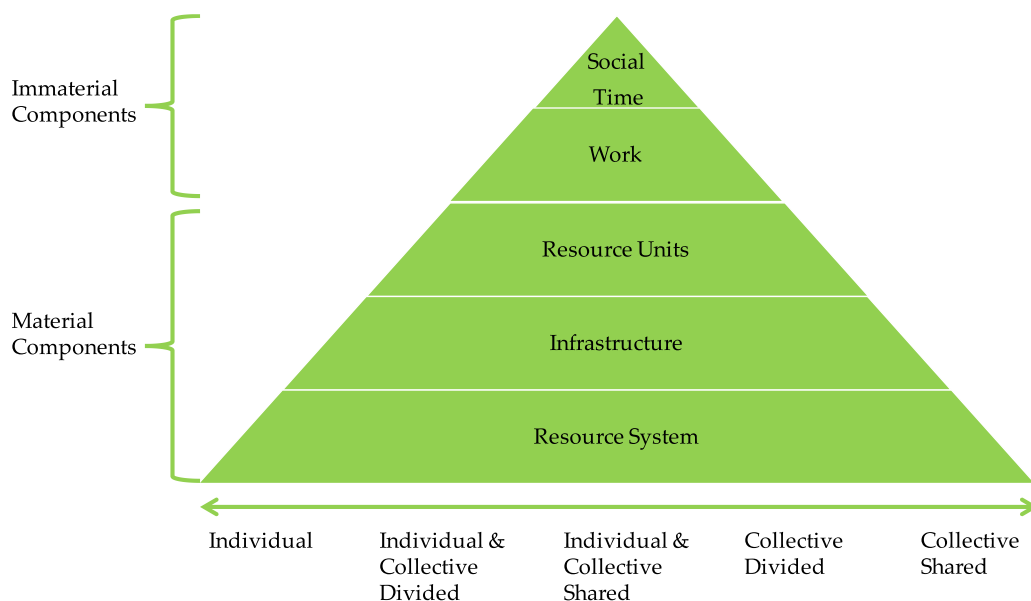 Immaterial
Components
Social
Time
Work
Resource Units
Material
Components
Infrastructure
Resource System
Individual
Individual &
Collective
Divided
Individual &
Collective
Shared
Collective
Divided
Collective
Shared